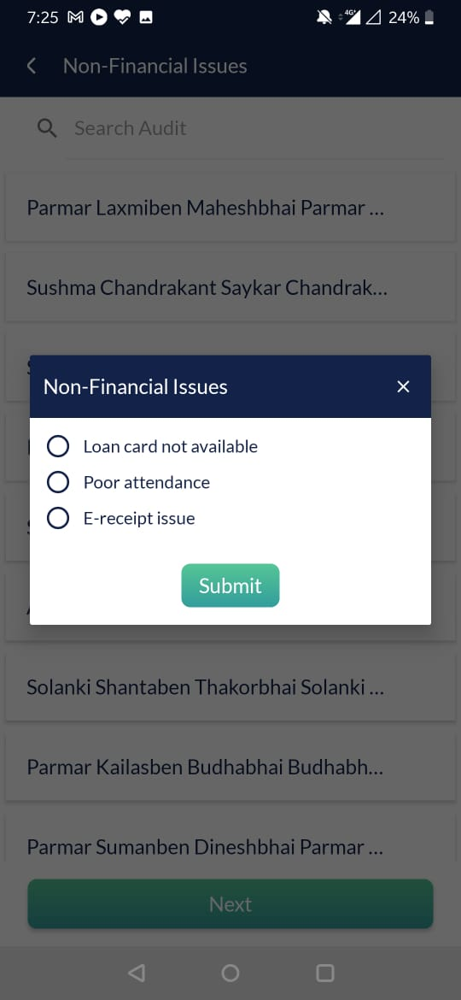 7:25
4G+ 24%
Non-Financial Issues
Search Audit
Parmar Laxmiben Maheshbhai Parmar ...
Sushma Chandrakant Saykar Chandrak...
Non-Financial Issues
Loan card not available
Poor attendance
E-receipt issue
Submit
Solanki Shantaben Thakorbhai Solanki ...
Parmar Kailasben Budhabhai Budhabh...
Parmar Sumanben Dineshbhai Parmar ...
Next